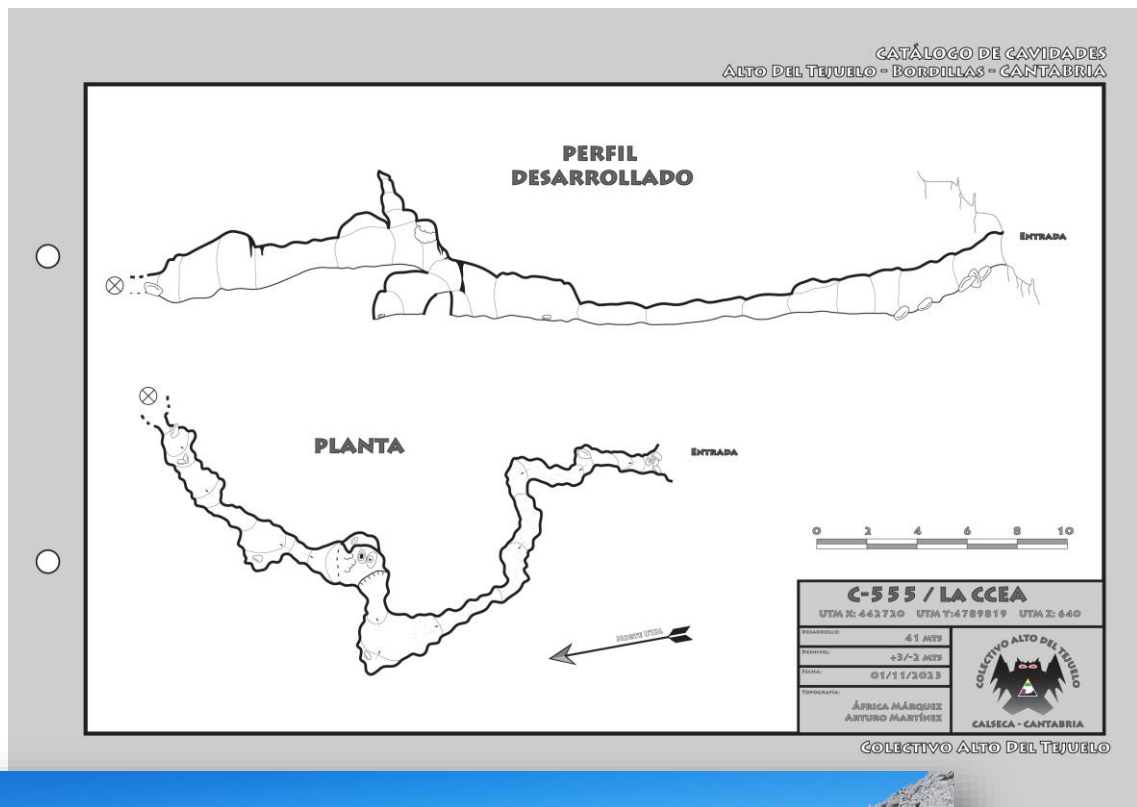 CATÁLOGO DE CAVIDADES
ALTO DEL TEJUELO - BORDILLAS - CANTABRIA
PERFIL
DESARROLLADO
ENTRADA
PLANTA
ENTRADA
0 2 4 6 8 10
NORTE UTM
C-555 / LA CCEA
UTM X: 442720 UTM Y:4789819 UTM Z: 640
DESARROLLO:
41 MTS
DESNIVEL:
+3/-2 MTS
FECHA:
01/11/2023
TOPOGRAFÍA:
ÁFRICA MÁRQUEZ
ARTURO MARTÍNEZ
COLECTIVO ALTO DEL TEJUELO
CALSECA - CANTABRIA
COLECTIVO ALTO DEL TEJUELO